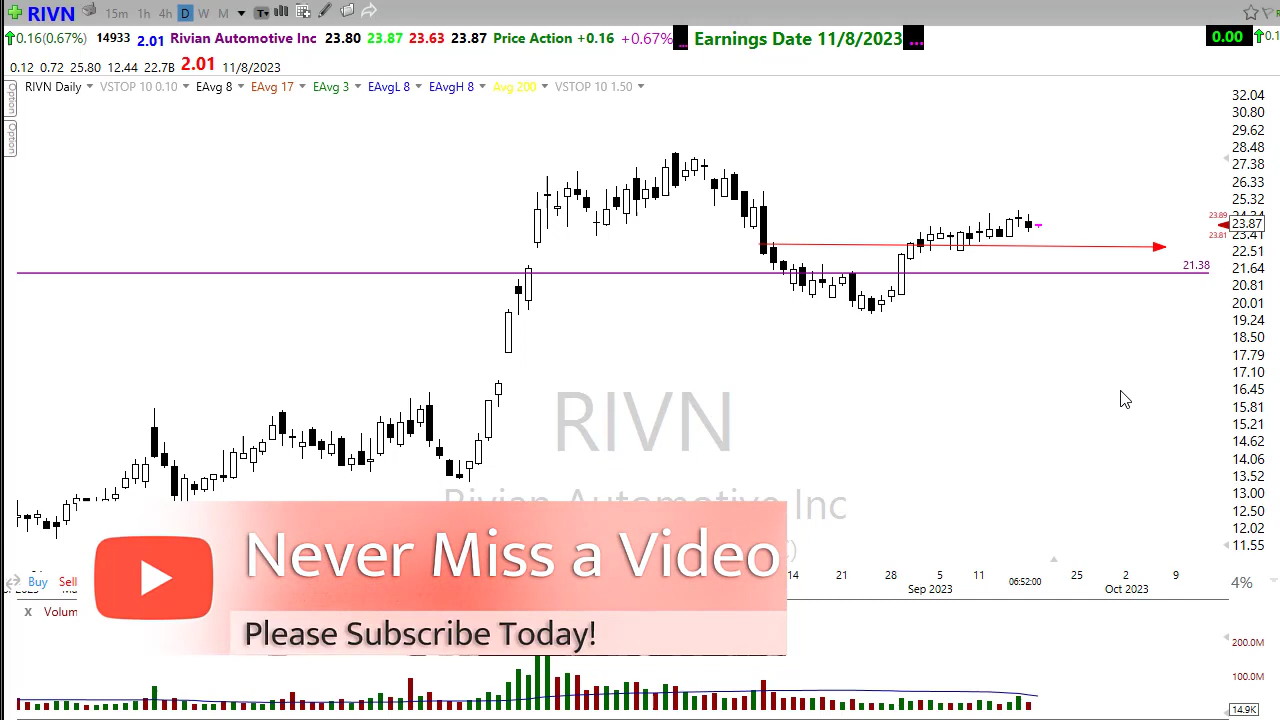 RIVN 15m 1h 4h D W M
0.16(0.67%) 14933 2.01 Rivian Automotive Inc 23.80 23.87 23.63 23.87 Price Action +0.16 +0.67% ... Earnings Date 11/8/2023 ... 0.00
0.12 0.72 25.80 12.44 22.7B 2.01 11/8/2023
RIVN Daily VSTOP 10 0.10 EAvg 8 EAvg 17 EAvg 3 EAvgL 8 EAvgH 8 Avg 200 VSTOP 10 1.50
Option
Option
32.04
30.80
29.62
28.48
27.38
26.33
25.32
23.89
23.87
23.81
23.41
22.51
21.38
21.64
20.81
20.01
19.24
18.50
17.79
17.10
16.45
15.81
15.21
14.62
14.06
13.52
13.00
12.50
12.02
11.55
RIVN
Rivian Automotive Inc
Never Miss a Video
Please Subscribe Today!
Buy Sell
14 21 28 5 11 06:52:00 25 2 9 4%
Sep 2023 Oct 2023
x Volum
200.0M
100.0M
14.9K